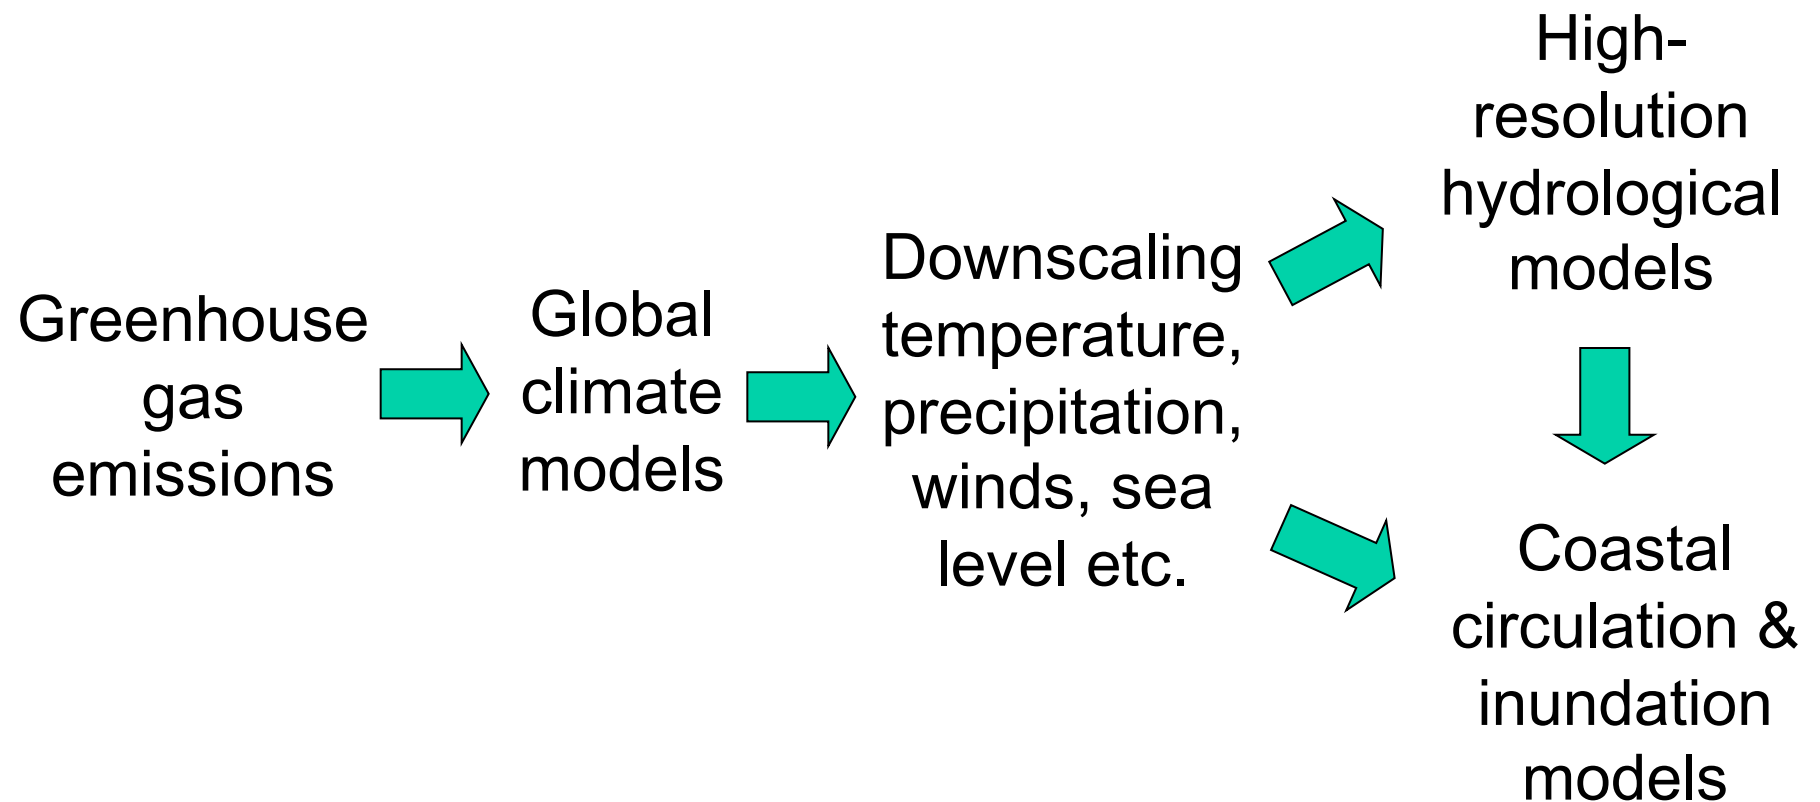 Greenhouse
gas
emissions
Global
climate
models
Downscaling
temperature,
precipitation,
winds, sea
level etc.
High-
resolution
hydrological
models
Coastal
circulation &
inundation
models